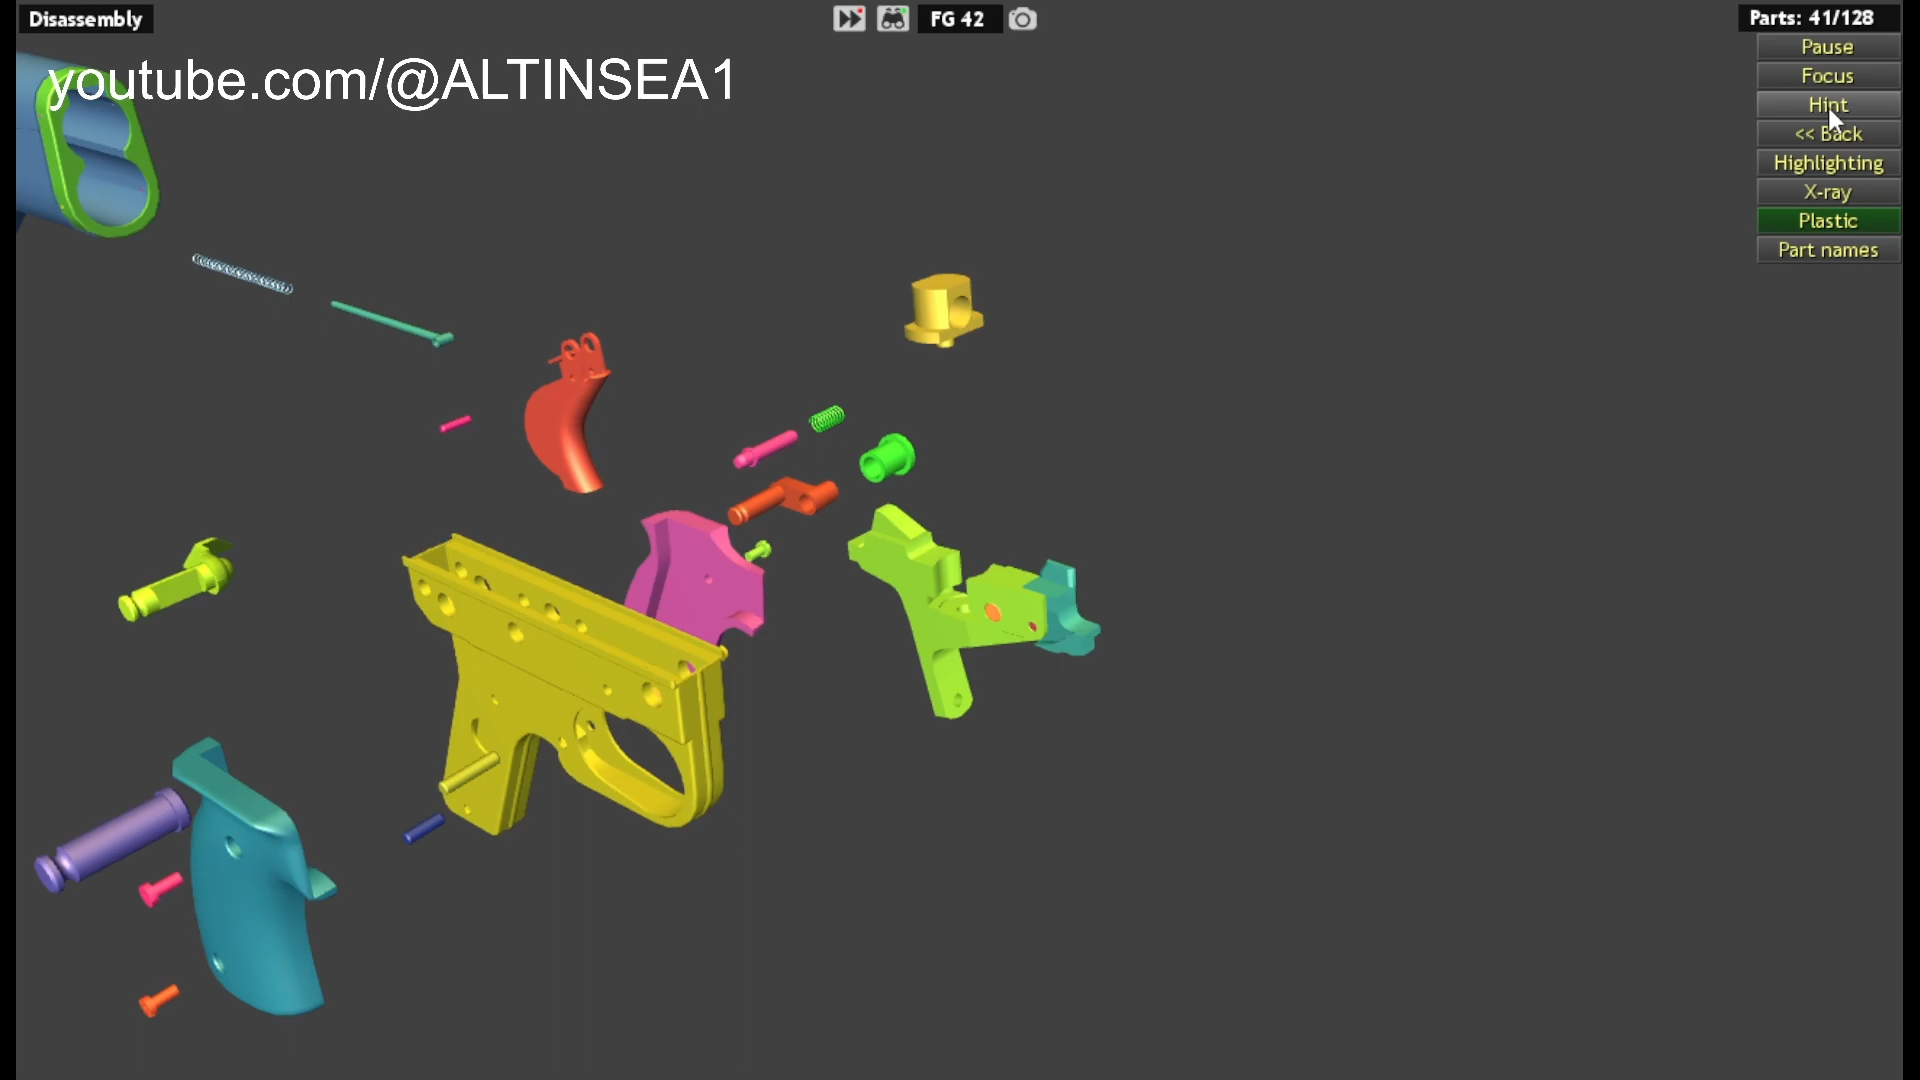 Disassembly
FG 42
Parts: 41/128
youtube.com/@ALTINSEA1
Pause
Focus
Hint
<< Back
Highlighting
X-ray
Plastic
Part names